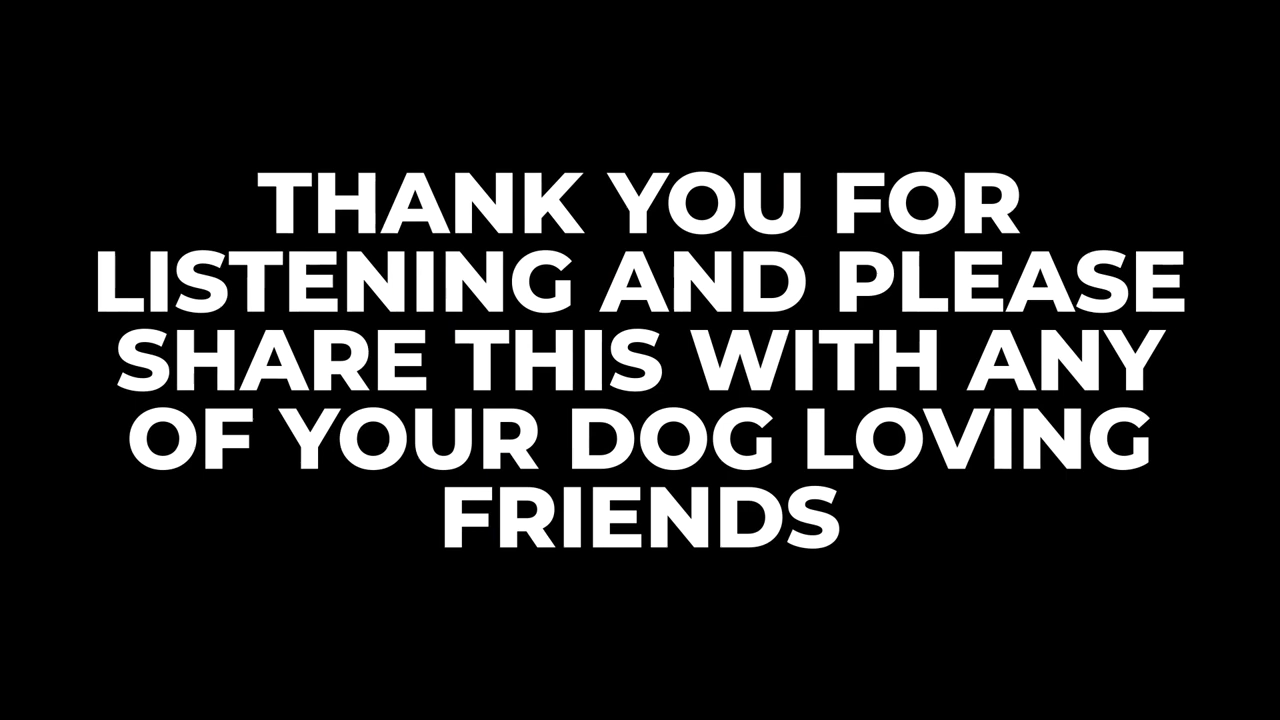 THANK YOU FOR
LISTENING AND PLEASE
SHARE THIS WITH ANY
OF YOUR DOG LOVING
FRIENDS